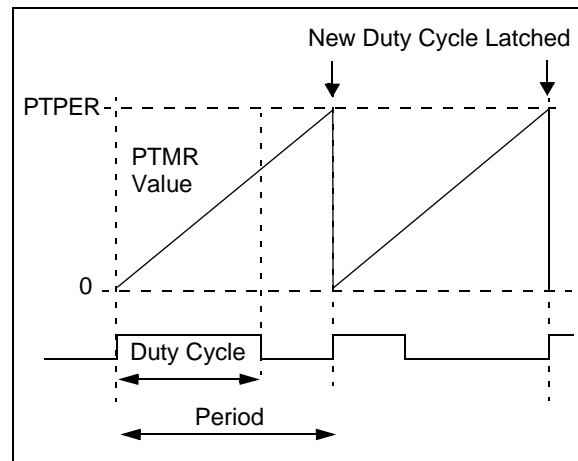 New Duty Cycle Latched
PTPER
PTMR
Value
0
Duty Cycle
Period